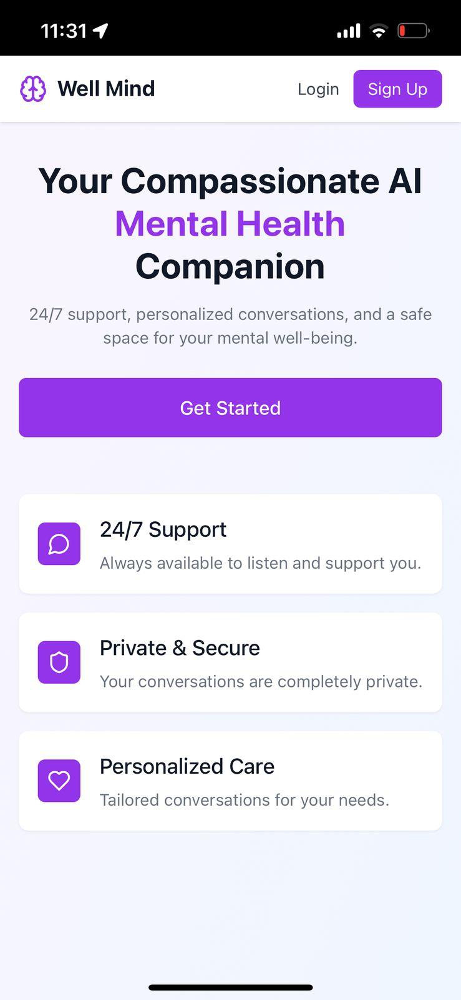 11:31
Well Mind
Login
Sign Up
Your Compassionate AI
Mental Health
Companion
24/7 support, personalized conversations, and a safe
space for your mental well-being.
Get Started
24/7 Support
Always available to listen and support you.
Private & Secure
Your conversations are completely private.
Personalized Care
Tailored conversations for your needs.